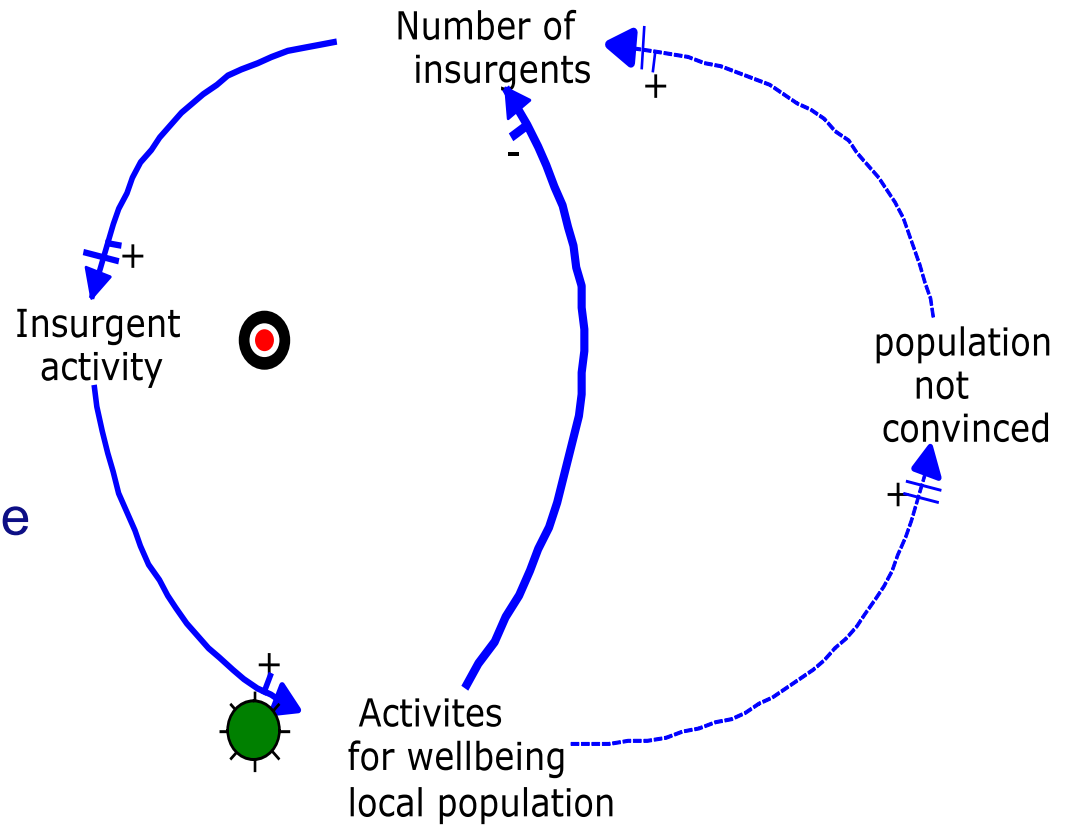 Number of
insurgents
+
-
+
Insurgent
activity
population
not
convinced
+
e
+
Activites
for wellbeing
local population